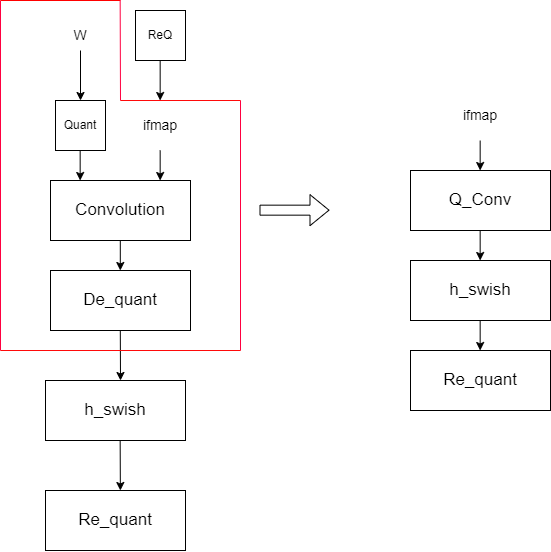 W
ReQ
Quant
ifmap
Convolution
De_quant
h_swish
Re_quant
ifmap
Q_Conv
h_swish
Re_quant